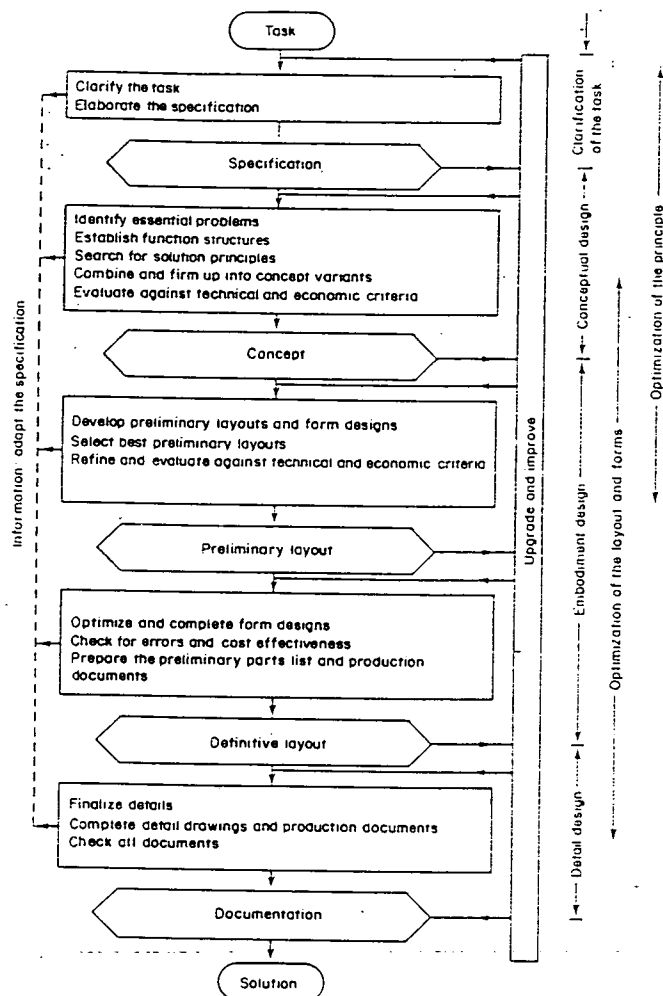 Task
Clarify the task
Elaborate the specification
Specification
Identify essential problems
Establish function structures
Search for solution principles
Combine and firm up into concept variants
Evaluate against technical and economic criteria
Concept
Develop preliminary layouts and form designs
Select best preliminary layouts
Refine and evaluate against technical and economic criteria
Preliminary layout
Optimize and complete form designs
Check for errors and cost effectiveness
Prepare the preliminary parts list and production
documents
Definitive layout
Finalize details
Complete detail drawings and production documents
Check all documents
Documentation
Solution
Information: adapt the specification
Upgrade and improve
Clarification
of the task
Conceptual design
Embodiment design
Detail design
Optimization of the layout and forms
Optimization of the principle